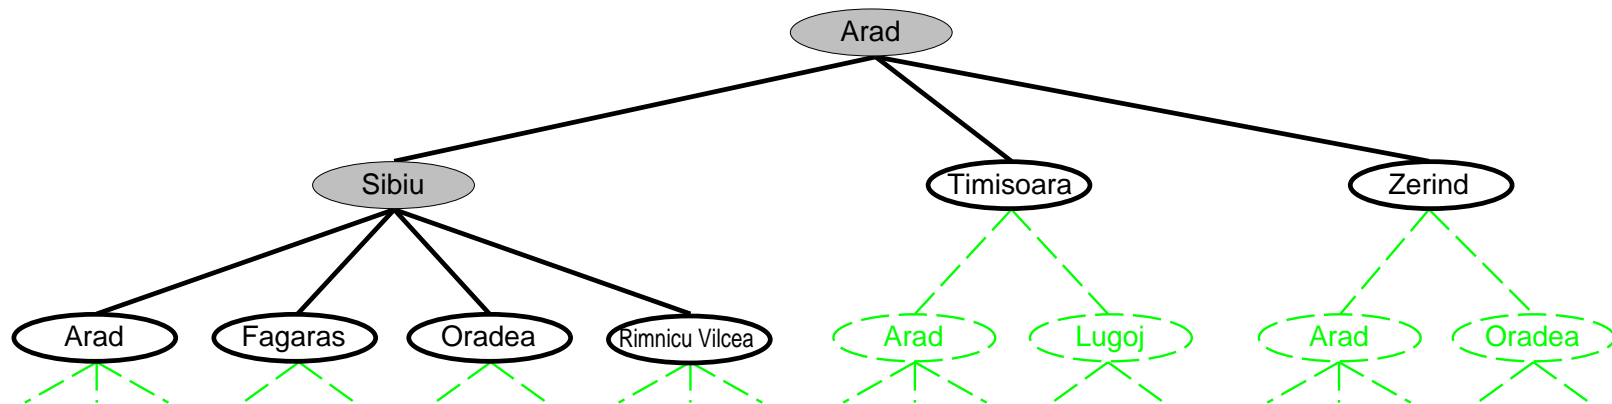 Arad
Sibiu
Timisoara
Zerind
Arad
Fagaras
Oradea
Rimnicu Vilcea
Arad
Lugoj
Arad
Oradea